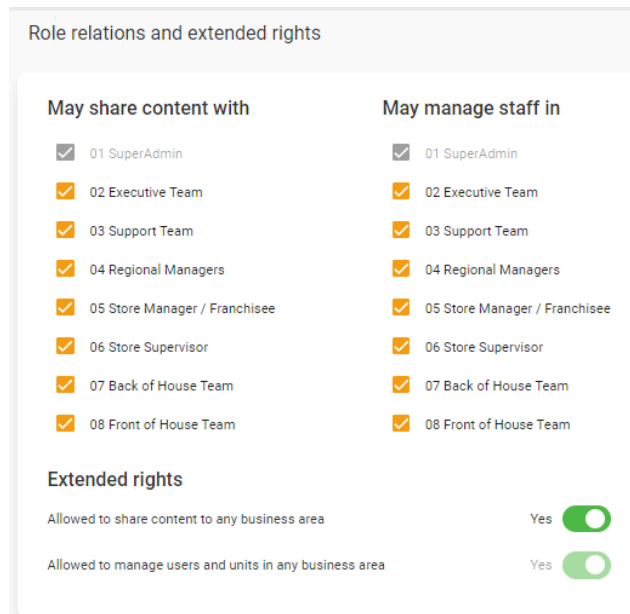 Role relations and extended rights
May share content with
01 SuperAdmin
02 Executive Team
03 Support Team
04 Regional Managers
05 Store Manager / Franchisee
06 Store Supervisor
07 Back of House Team
08 Front of House Team
May manage staff in
01 SuperAdmin
02 Executive Team
03 Support Team
04 Regional Managers
05 Store Manager / Franchisee
06 Store Supervisor
07 Back of House Team
08 Front of House Team
Extended rights
Allowed to share content to any business area Yes
Allowed to manage users and units in any business area Yes